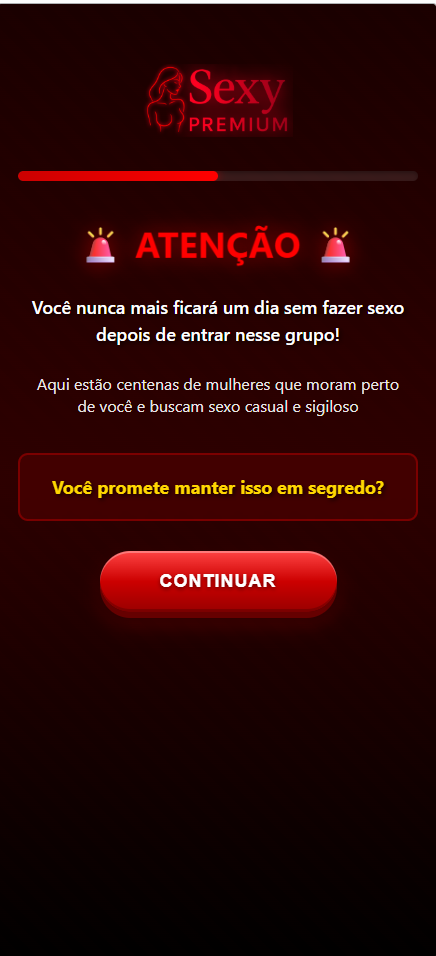 Sexy
PREMIUM
ATENÇÃO
Você nunca mais ficará um dia sem fazer sexo
depois de entrar nesse grupo!
Aqui estão centenas de mulheres que moram perto
de você e buscam sexo casual e sigiloso
Você promete manter isso em segredo?
CONTINUAR